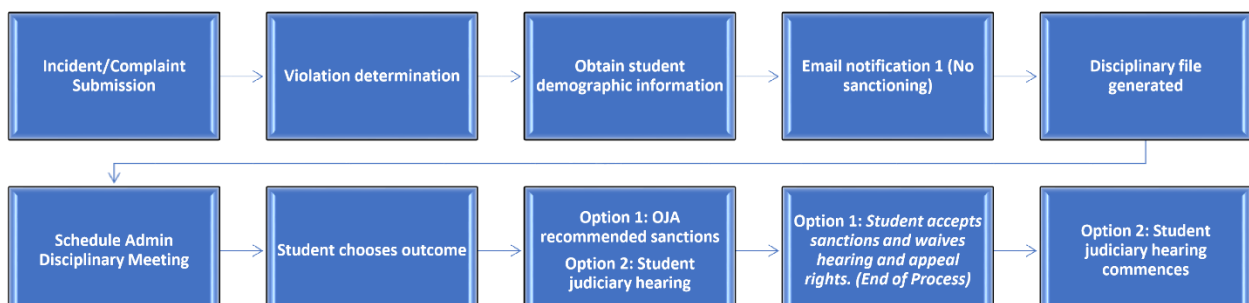 Incident/Complaint
Submission
Violation determination
Obtain student
demographic information
Email notification 1 (No
sanctioning)
Disciplinary file
generated
Schedule Admin
Disciplinary Meeting
Student chooses outcome
Option 1: OJA
recommended sanctions
Option 2: Student
judiciary hearing
Option 1: Student accepts
sanctions and waives
hearing and appeal
rights. (End of Process)
Option 2: Student
judiciary hearing
commences